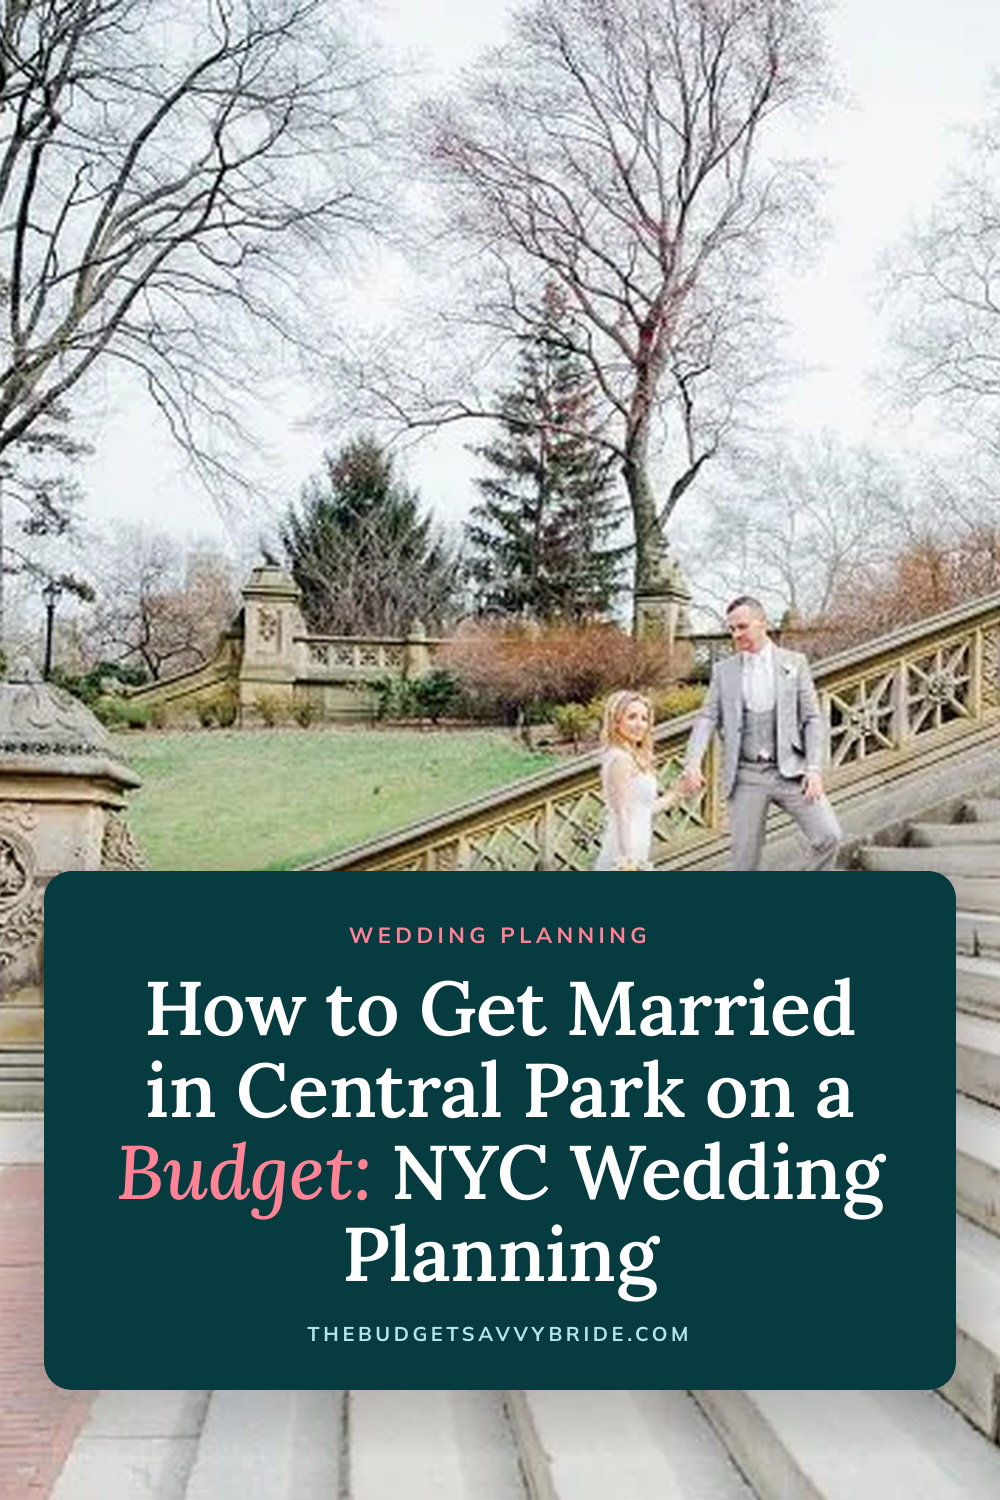 WEDDING PLANNING
How to Get Married
in Central Park on a
Budget: NYC Wedding
Planning
THEBUDGETSAVVYBRIDE.COM